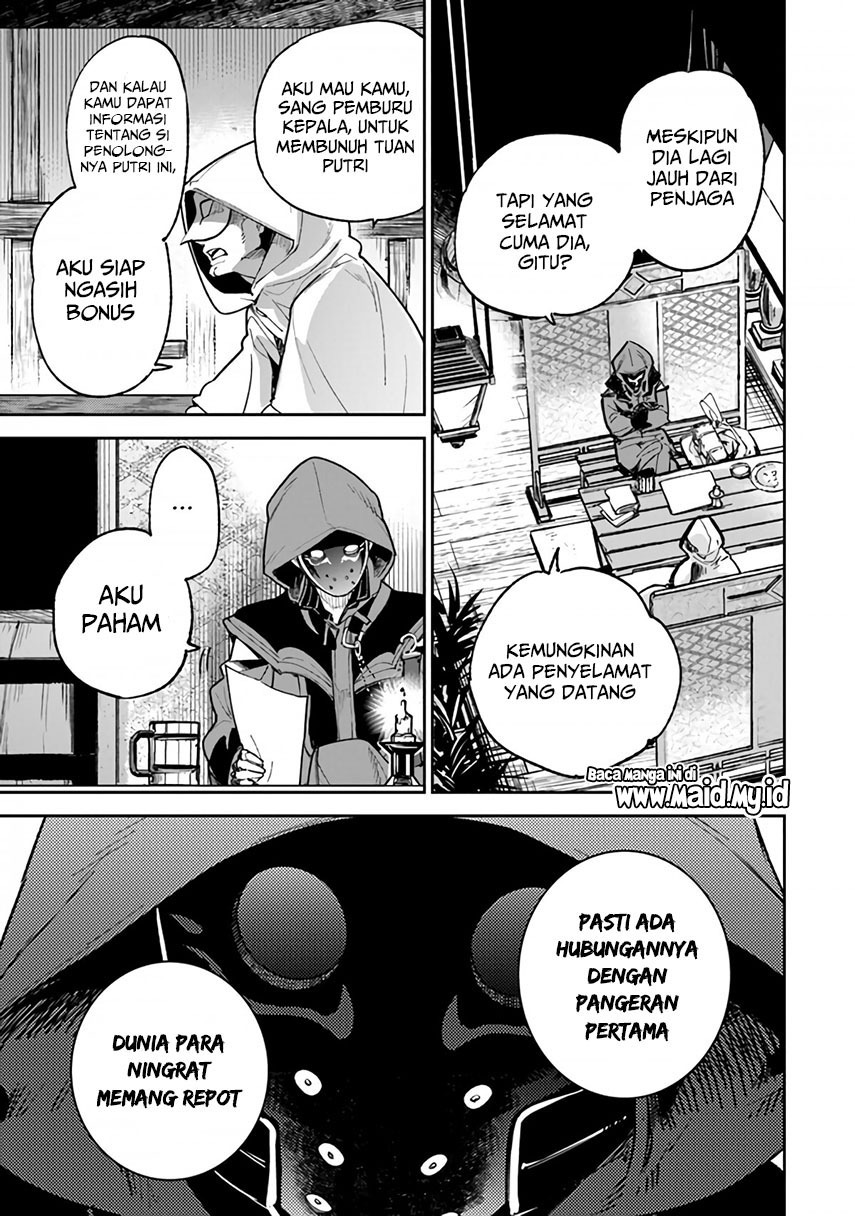 MESKIPUN
DIA LAGI
JAUH DARI
PENJAGA
TAPI YANG
SELAMAT
CUMA DIA,
GITU?
KEMUNGKINAN
ADA PENYELAMAT
YANG DATANG
AKU MAU KAMU,
SANG PEMBURU
KEPALA, UNTUK
MEMBUNUH TUAN
PUTRI
DAN KALAU
KAMU DAPAT
INFORMASI
TENTANG SI
PENOLONG-
NYA PUTRI INI,
AKU SIAP
NGASIH
BONUS
...
AKU
PAHAM
Baca Manga ini di
www.Maid.My.id
PASTI ADA
HUBUNGANNYA
DENGAN
PANGERAN
PERTAMA
DUNIA PARA
NINGRAT
MEMANG REPOT